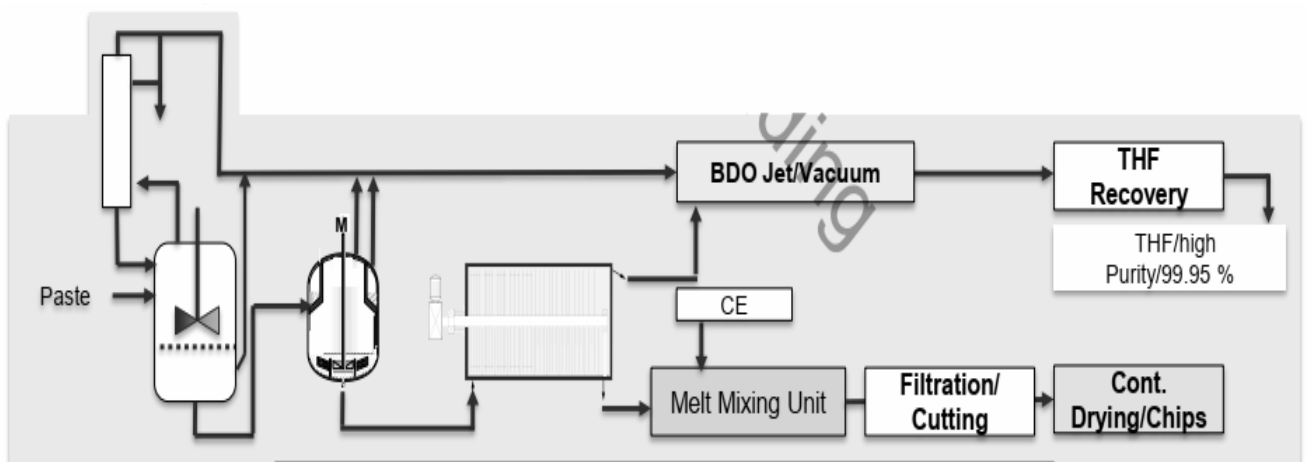 BDO Jet/Vacuum
THF
Recovery
M
THF/high
Purity/99.95 %
Paste
CE
Melt Mixing Unit
Filtration/
Cutting
Cont.
Drying/Chips